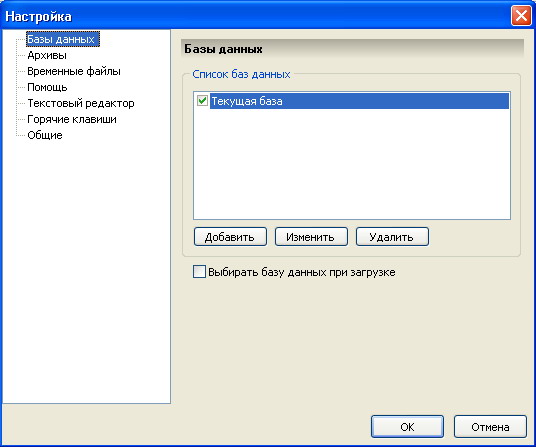 Настройка
Базы данных
Архивы
Временные файлы
Помощь
Текстовый редактор
Горячие клавиши
Общие
Базы данных
Список баз данных
Текущая база
Добавить Изменить Удалить
Выбирать базу данных при загрузке
OK Отмена